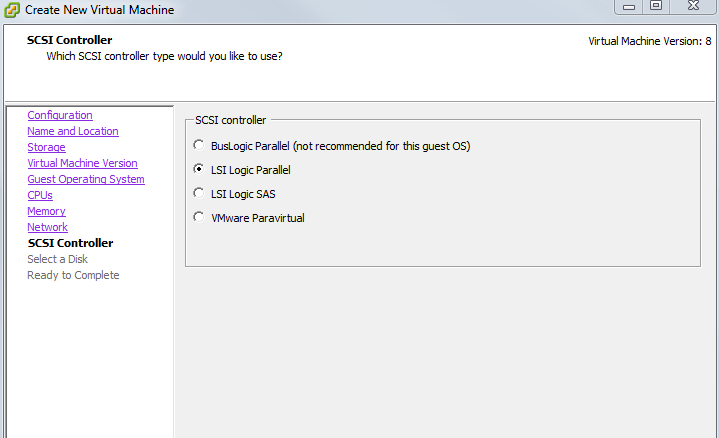 Create New Virtual Machine
SCSI Controller
Which SCSI controller type would you like to use?
Virtual Machine Version: 8
Configuration
Name and Location
Storage
Virtual Machine Version
Guest Operating System
CPUs
Memory
Network
SCSI Controller
Select a Disk
Ready to Complete
SCSI controller
BusLogic Parallel (not recommended for this guest OS)
LSI Logic Parallel
LSI Logic SAS
VMware Paravirtual